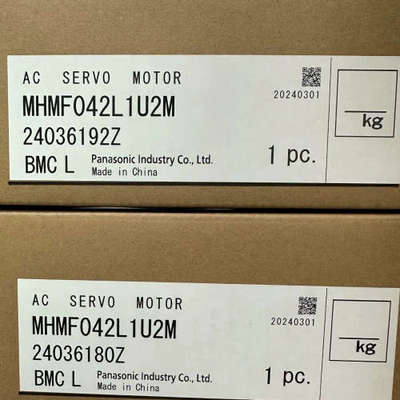 AC SERVO MOTOR
20240301
MHMF042L1U2M
kg
24036192Z
BMC L Panasonic Industry Co., Ltd. 1 pc.
Made in China
AC SERVO MOTOR
20240301
MHMF042L1U2M
kg
24036180Z
BMC L Panasonic Industry Co., Ltd. 1 pc.
Made in China